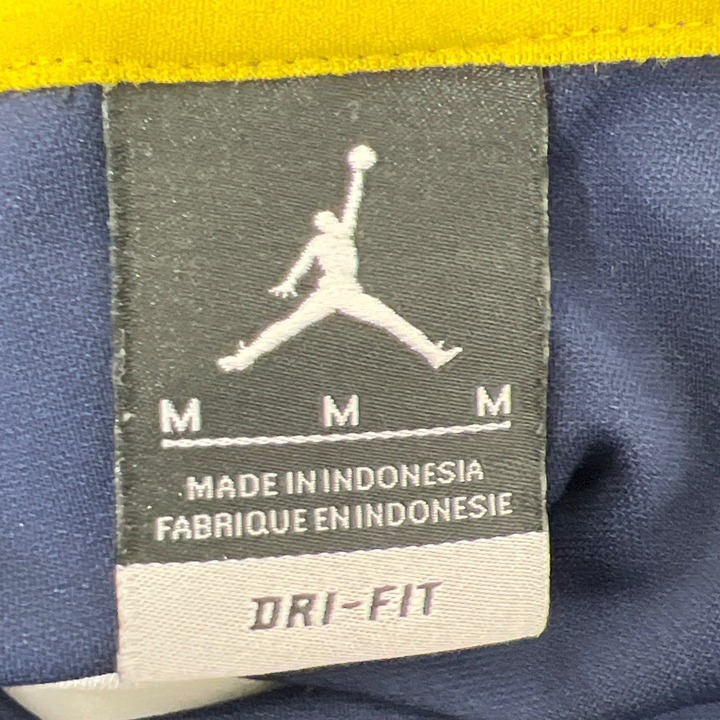 M M M
MADE IN INDONESIA
FABRIQUE EN INDONESIE
DRI-FIT